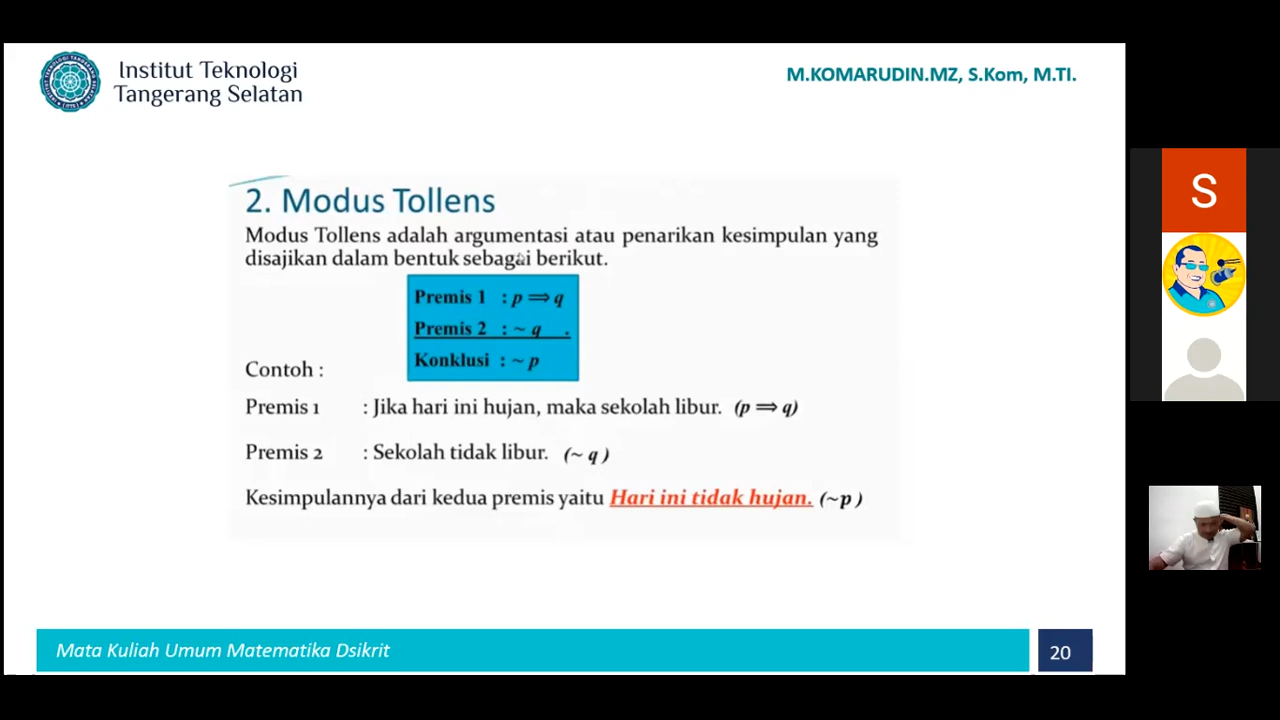 Institut Teknologi
Tangerang Selatan
M.KOMARUDIN.MZ, S.Kom, M.TI.
2. Modus Tollens
Modus Tollens adalah argumentasi atau penarikan kesimpulan yang
disajikan dalam bentuk sebagai berikut.
Premis 1 : p ⟹ q
Premis 2 : ~ q .
Konklusi : ~ p
Contoh :
Premis 1 : Jika hari ini hujan, maka sekolah libur. (p ⟹ q)
Premis 2 : Sekolah tidak libur. (~ q )
Kesimpulannya dari kedua premis yaitu Hari ini tidak hujan. (~p )
Mata Kuliah Umum Matematika Dsikrit
20
S